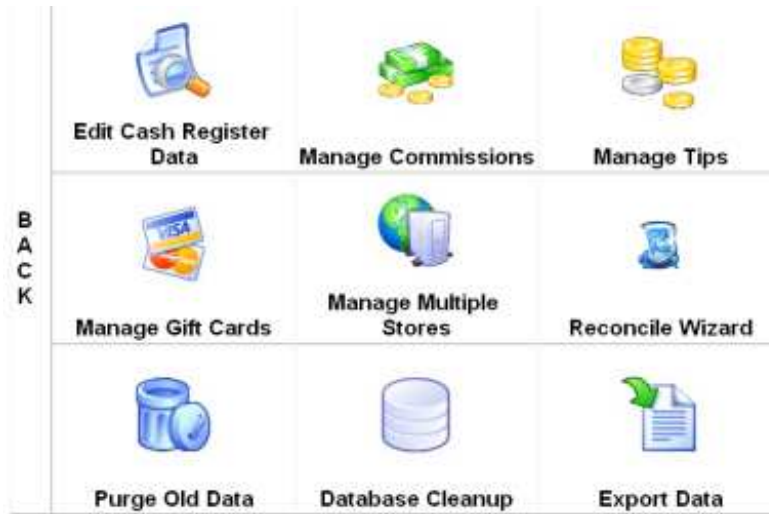 Edit Cash Register
Data
Manage Commissions
Manage Tips
B
A
C
K
VISA
Manage Gift Cards
Manage Multiple
Stores
Reconcile Wizard
Purge Old Data
Database Cleanup
Export Data